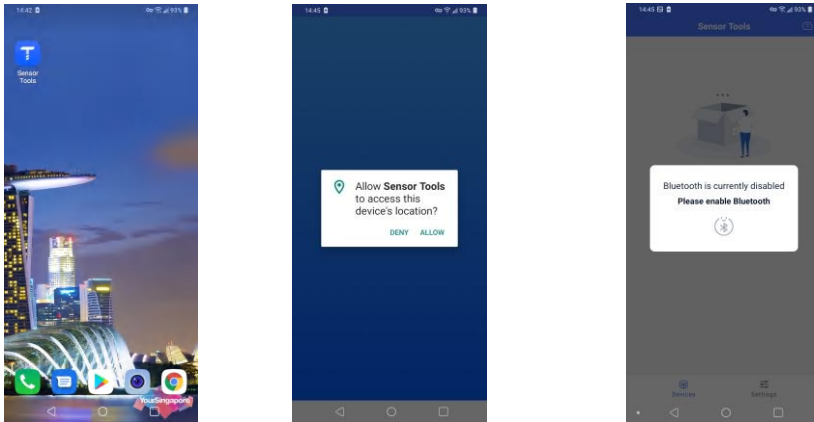 14:42
93%
T
Sensor
Tools
YourSingapore
14:45
93%
Allow Sensor Tools
to access this
device's location?
DENY ALLOW
14:45
93%
Sensor Tools
Bluetooth is currently disabled
Please enable Bluetooth
Devices
Settings